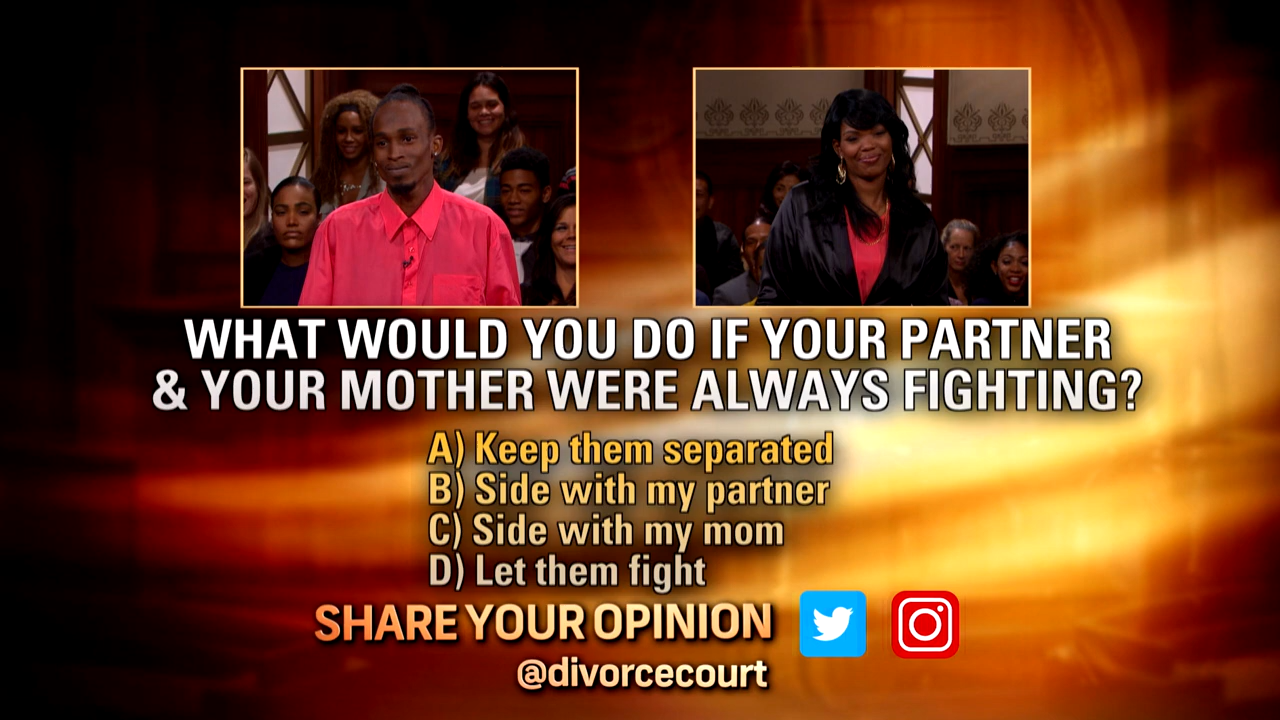 WHAT WOULD YOU DO IF YOUR PARTNER
& YOUR MOTHER WERE ALWAYS FIGHTING?
A) Keep them separated
B) Side with my partner
C) Side with my mom
D) Let them fight
SHARE YOUR OPINION
@divorcecourt